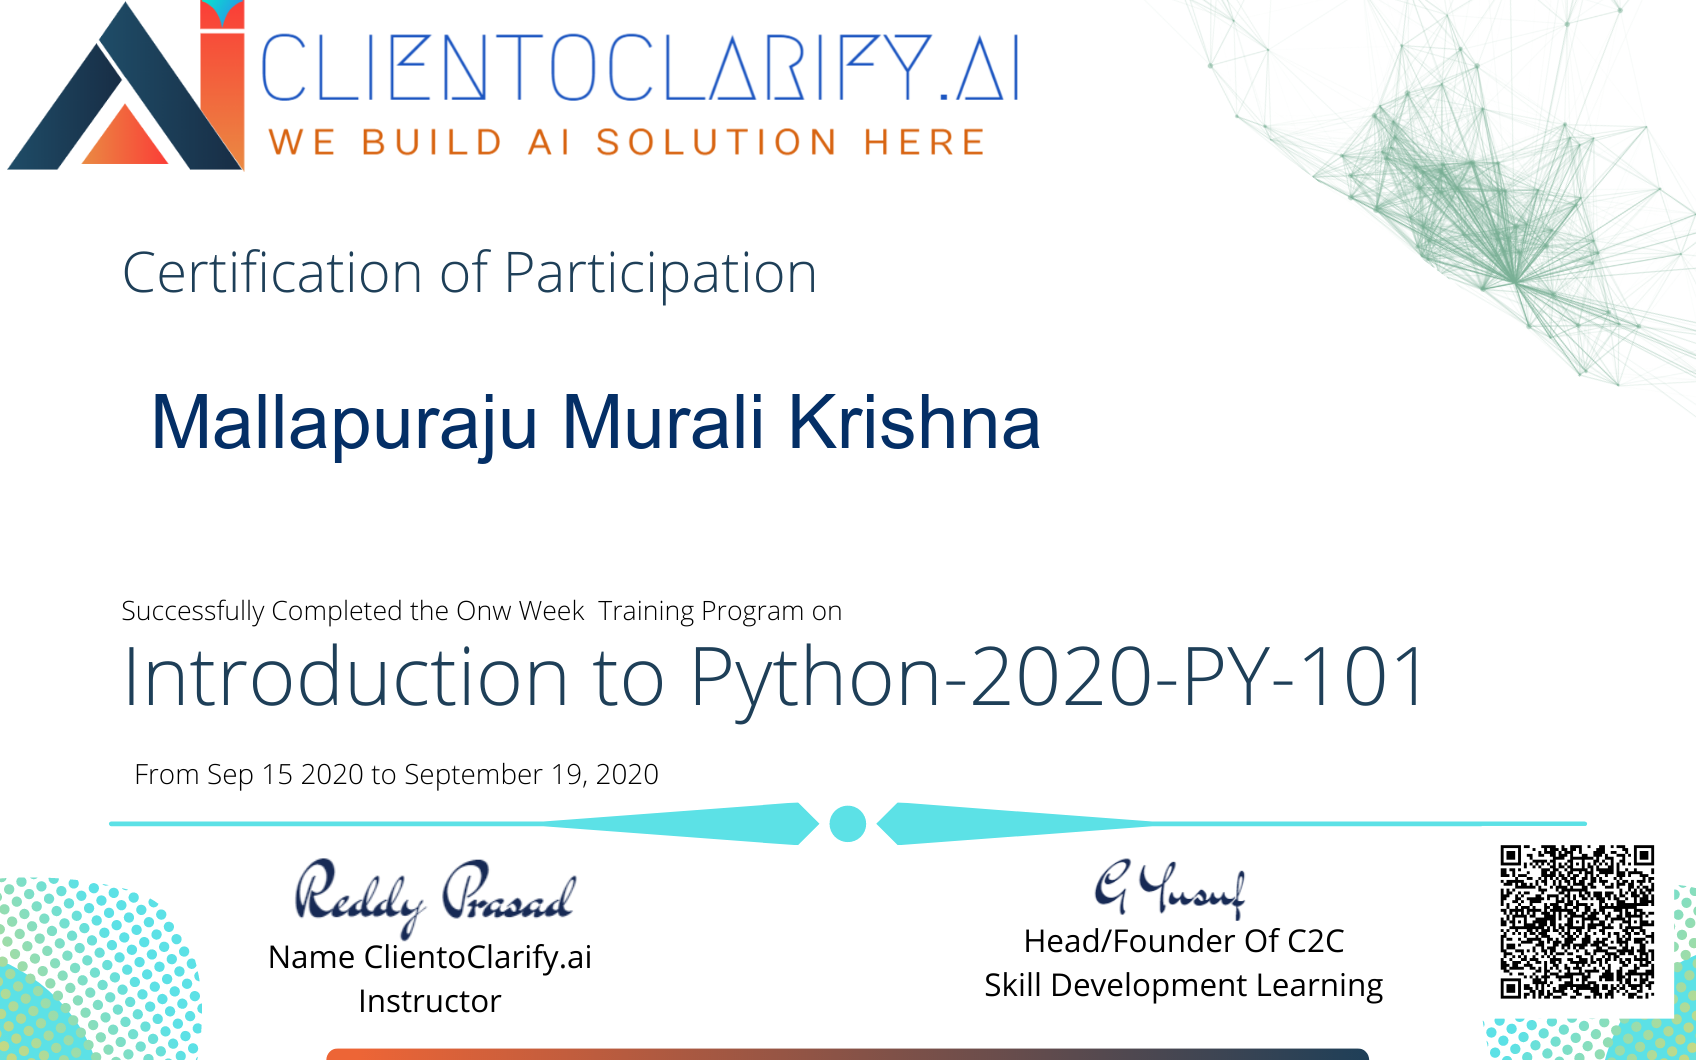 CLIENTOCLARIFY.AI
WE BUILD AI SOLUTION HERE
Certification of Participation
Mallapuraju Murali Krishna
Successfully Completed the Onw Week Training Program on
Introduction to Python-2020-PY-101
From Sep 15 2020 to September 19, 2020
Reddy Prasad
Name ClientoClarify.ai
Instructor
G Yusuf
Head/Founder Of C2C
Skill Development Learning